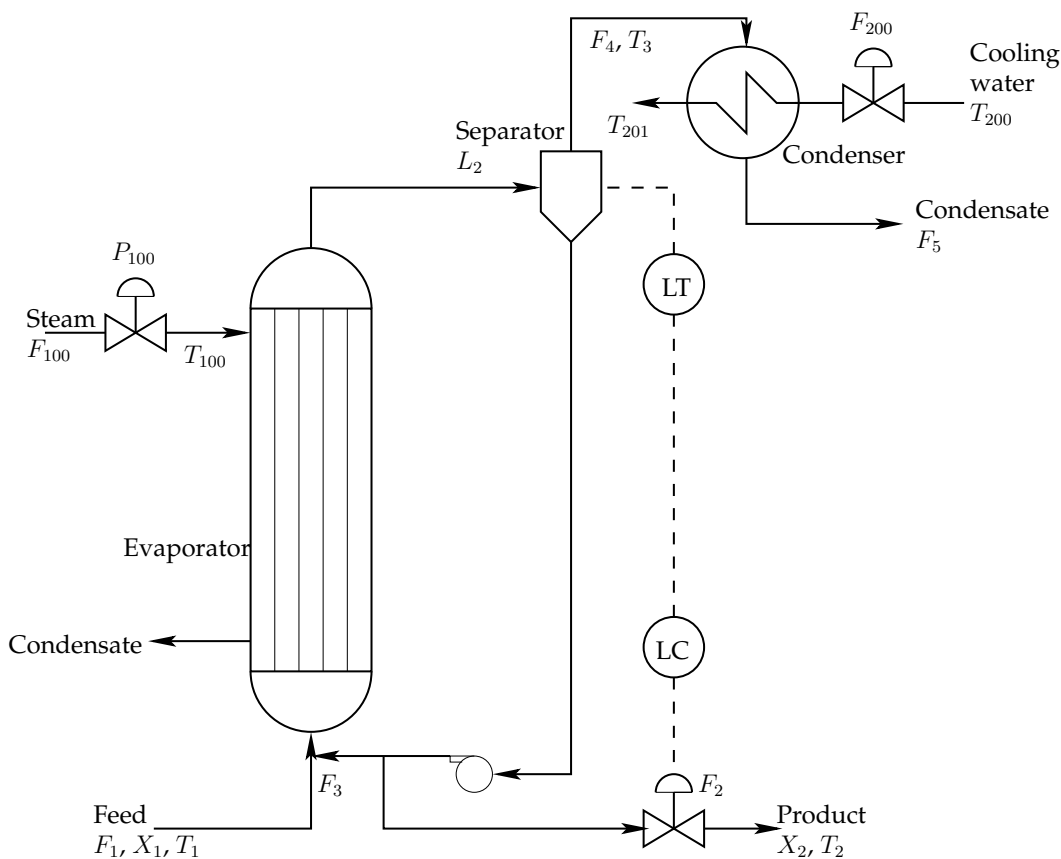 F₂₀₀
Cooling
water
T₂₀₀
F₄, T₃
T₂₀₁
Separator
L₂
Condenser
Condensate
F₅
P₁₀₀
LT
Steam
F₁₀₀
T₁₀₀
Evaporator
Condensate
LC
F₃
F₂
Feed
F₁, X₁, T₁
Product
X₂, T₂